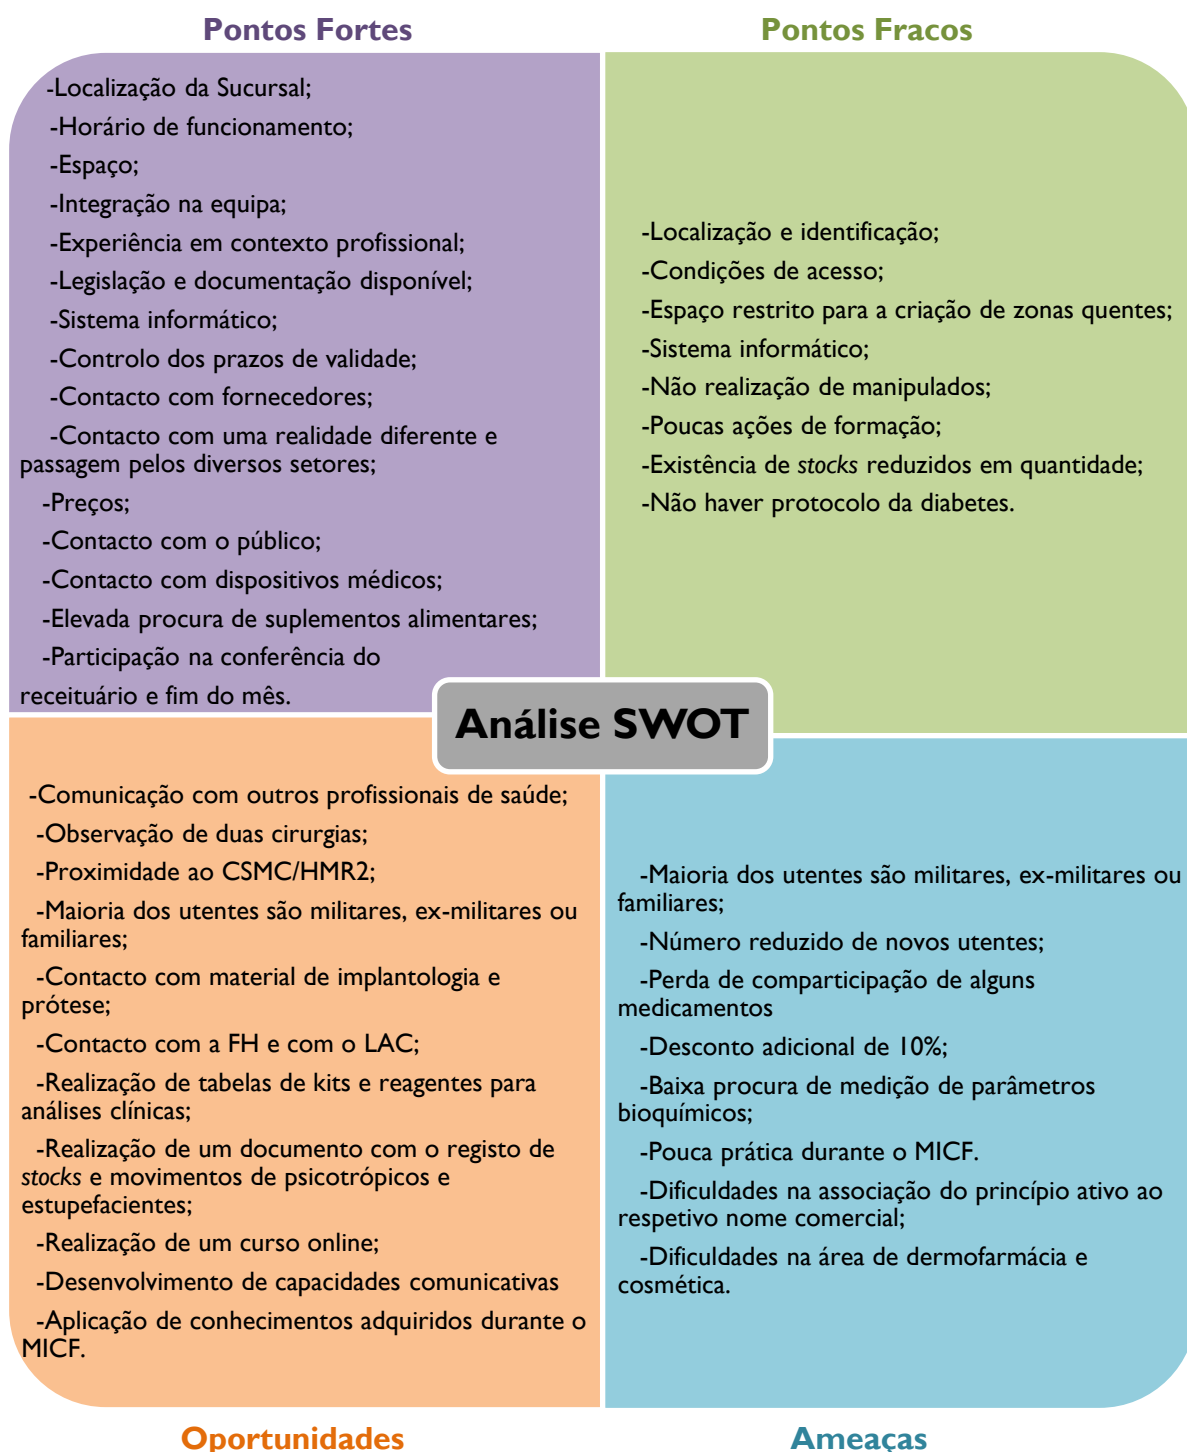 Pontos Fortes
-Localização da Sucursal;
-Horário de funcionamento;
-Espaço;
-Integração na equipa;
-Experiência em contexto profissional;
-Legislação e documentação disponível;
-Sistema informático;
-Controlo dos prazos de validade;
-Contacto com fornecedores;
-Contacto com uma realidade diferente e
passagem pelos diversos setores;
-Preços;
-Contacto com o público;
-Contacto com dispositivos médicos;
-Elevada procura de suplementos alimentares;
-Participação na conferência do
receituário e fim do mês.
Pontos Fracos
-Localização e identificação;
-Condições de acesso;
-Espaço restrito para a criação de zonas quentes;
-Sistema informático;
-Não realização de manipulados;
-Poucas ações de formação;
-Existência de stocks reduzidos em quantidade;
-Não haver protocolo da diabetes.
Análise SWOT
-Comunicação com outros profissionais de saúde;
-Observação de duas cirurgias;
-Proximidade ao CSMC/HMR2;
-Maioria dos utentes são militares, ex-militares ou
familiares;
-Contacto com material de implantologia e
prótese;
-Contacto com a FH e com o LAC;
-Realização de tabelas de kits e reagentes para
análises clínicas;
-Realização de um documento com o registo de
stocks e movimentos de psicotrópicos e
estupefacientes;
-Realização de um curso online;
-Desenvolvimento de capacidades comunicativas
-Aplicação de conhecimentos adquiridos durante o
MICF.
Oportunidades
-Maioria dos utentes são militares, ex-militares ou
familiares;
-Número reduzido de novos utentes;
-Perda de comparticipação de alguns
medicamentos
-Desconto adicional de 10%;
-Baixa procura de medição de parâmetros
bioquímicos;
-Pouca prática durante o MICF.
-Dificuldades na associação do princípio ativo ao
respetivo nome comercial;
-Dificuldades na área de dermofarmácia e
cosmética.
Ameaças